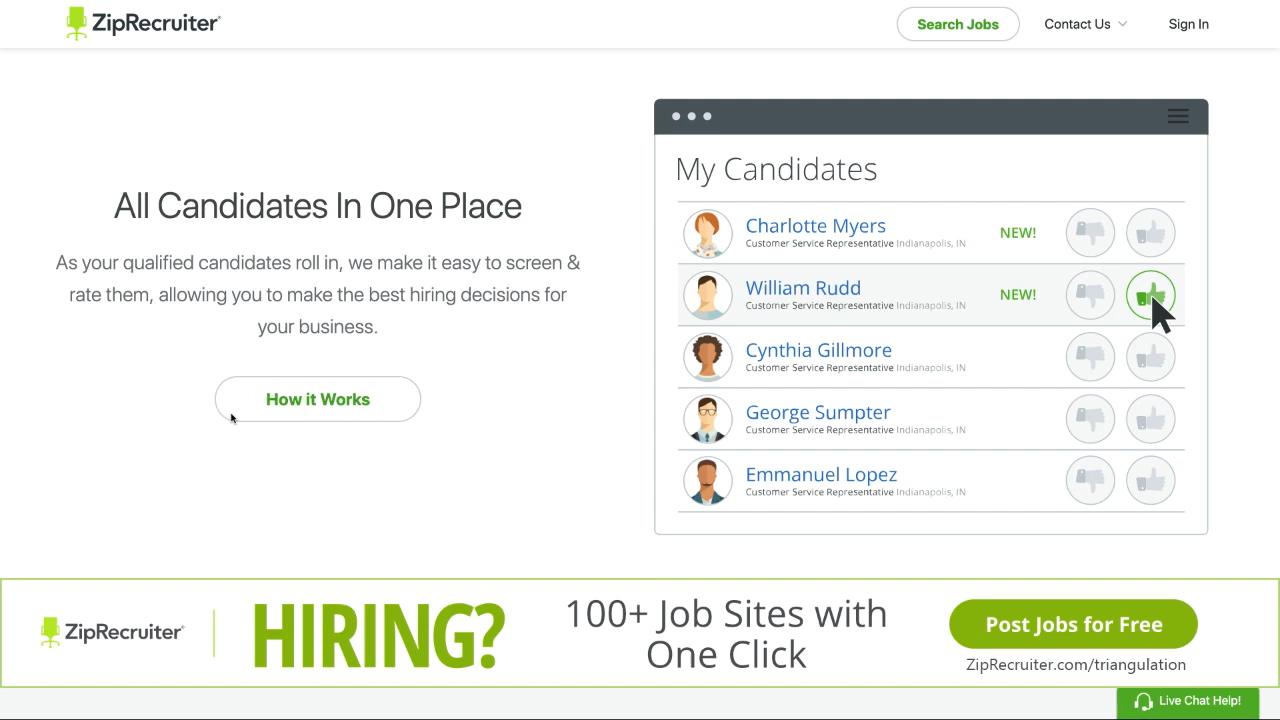 ZipRecruiter
Search Jobs
Contact Us
Sign In
All Candidates In One Place
As your qualified candidates roll in, we make it easy to screen &
rate them, allowing you to make the best hiring decisions for
your business.
How it Works
My Candidates
Charlotte Myers
Customer Service Representative Indianapolis, IN
NEW!
William Rudd
Customer Service Representative Indianapolis, IN
NEW!
Cynthia Gillmore
Customer Service Representative Indianapolis, IN
George Sumpter
Customer Service Representative Indianapolis, IN
Emmanuel Lopez
Customer Service Representative Indianapolis, IN
ZipRecruiter
HIRING?
100+ Job Sites with
One Click
Post Jobs for Free
ZipRecruiter.com/triangulation
Live Chat Help!